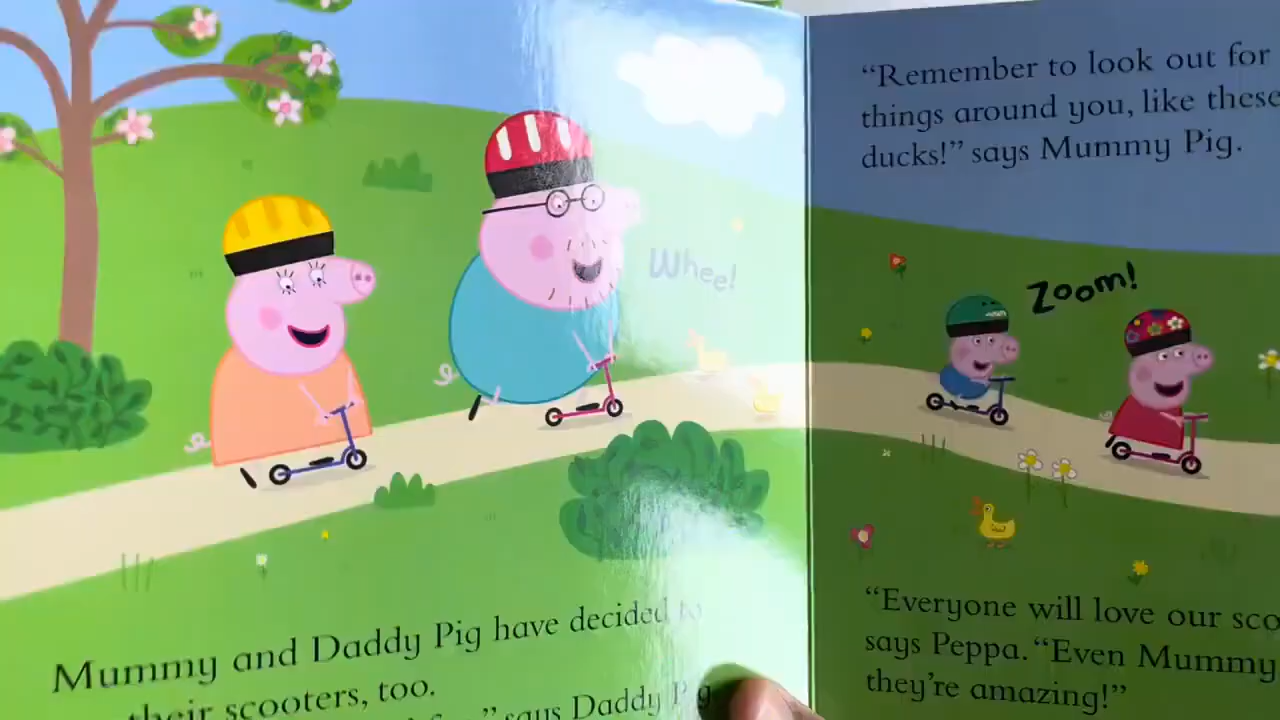 Whee!
Mummy and Daddy Pig have decided to
their scooters, too.
says Daddy Pig
"Remember to look out for
things around you, like these
ducks!" says Mummy Pig.
Zoom!
"Everyone will love our
says Peppa. "Even Mummy
they're amazing!"